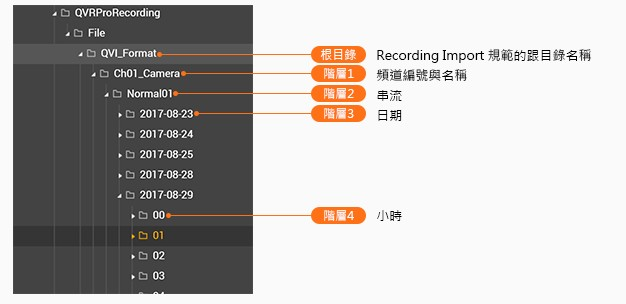 QVRProRecording
File
QVI_Format 根目錄 Recording Import 規範的跟目錄名稱
Ch01_Camera 階層1 頻道編號與名稱
Normal01 階層2 串流
2017-08-23 階層3 日期
2017-08-24
2017-08-25
2017-08-28
2017-08-29
00 階層4 小時
01
02
03